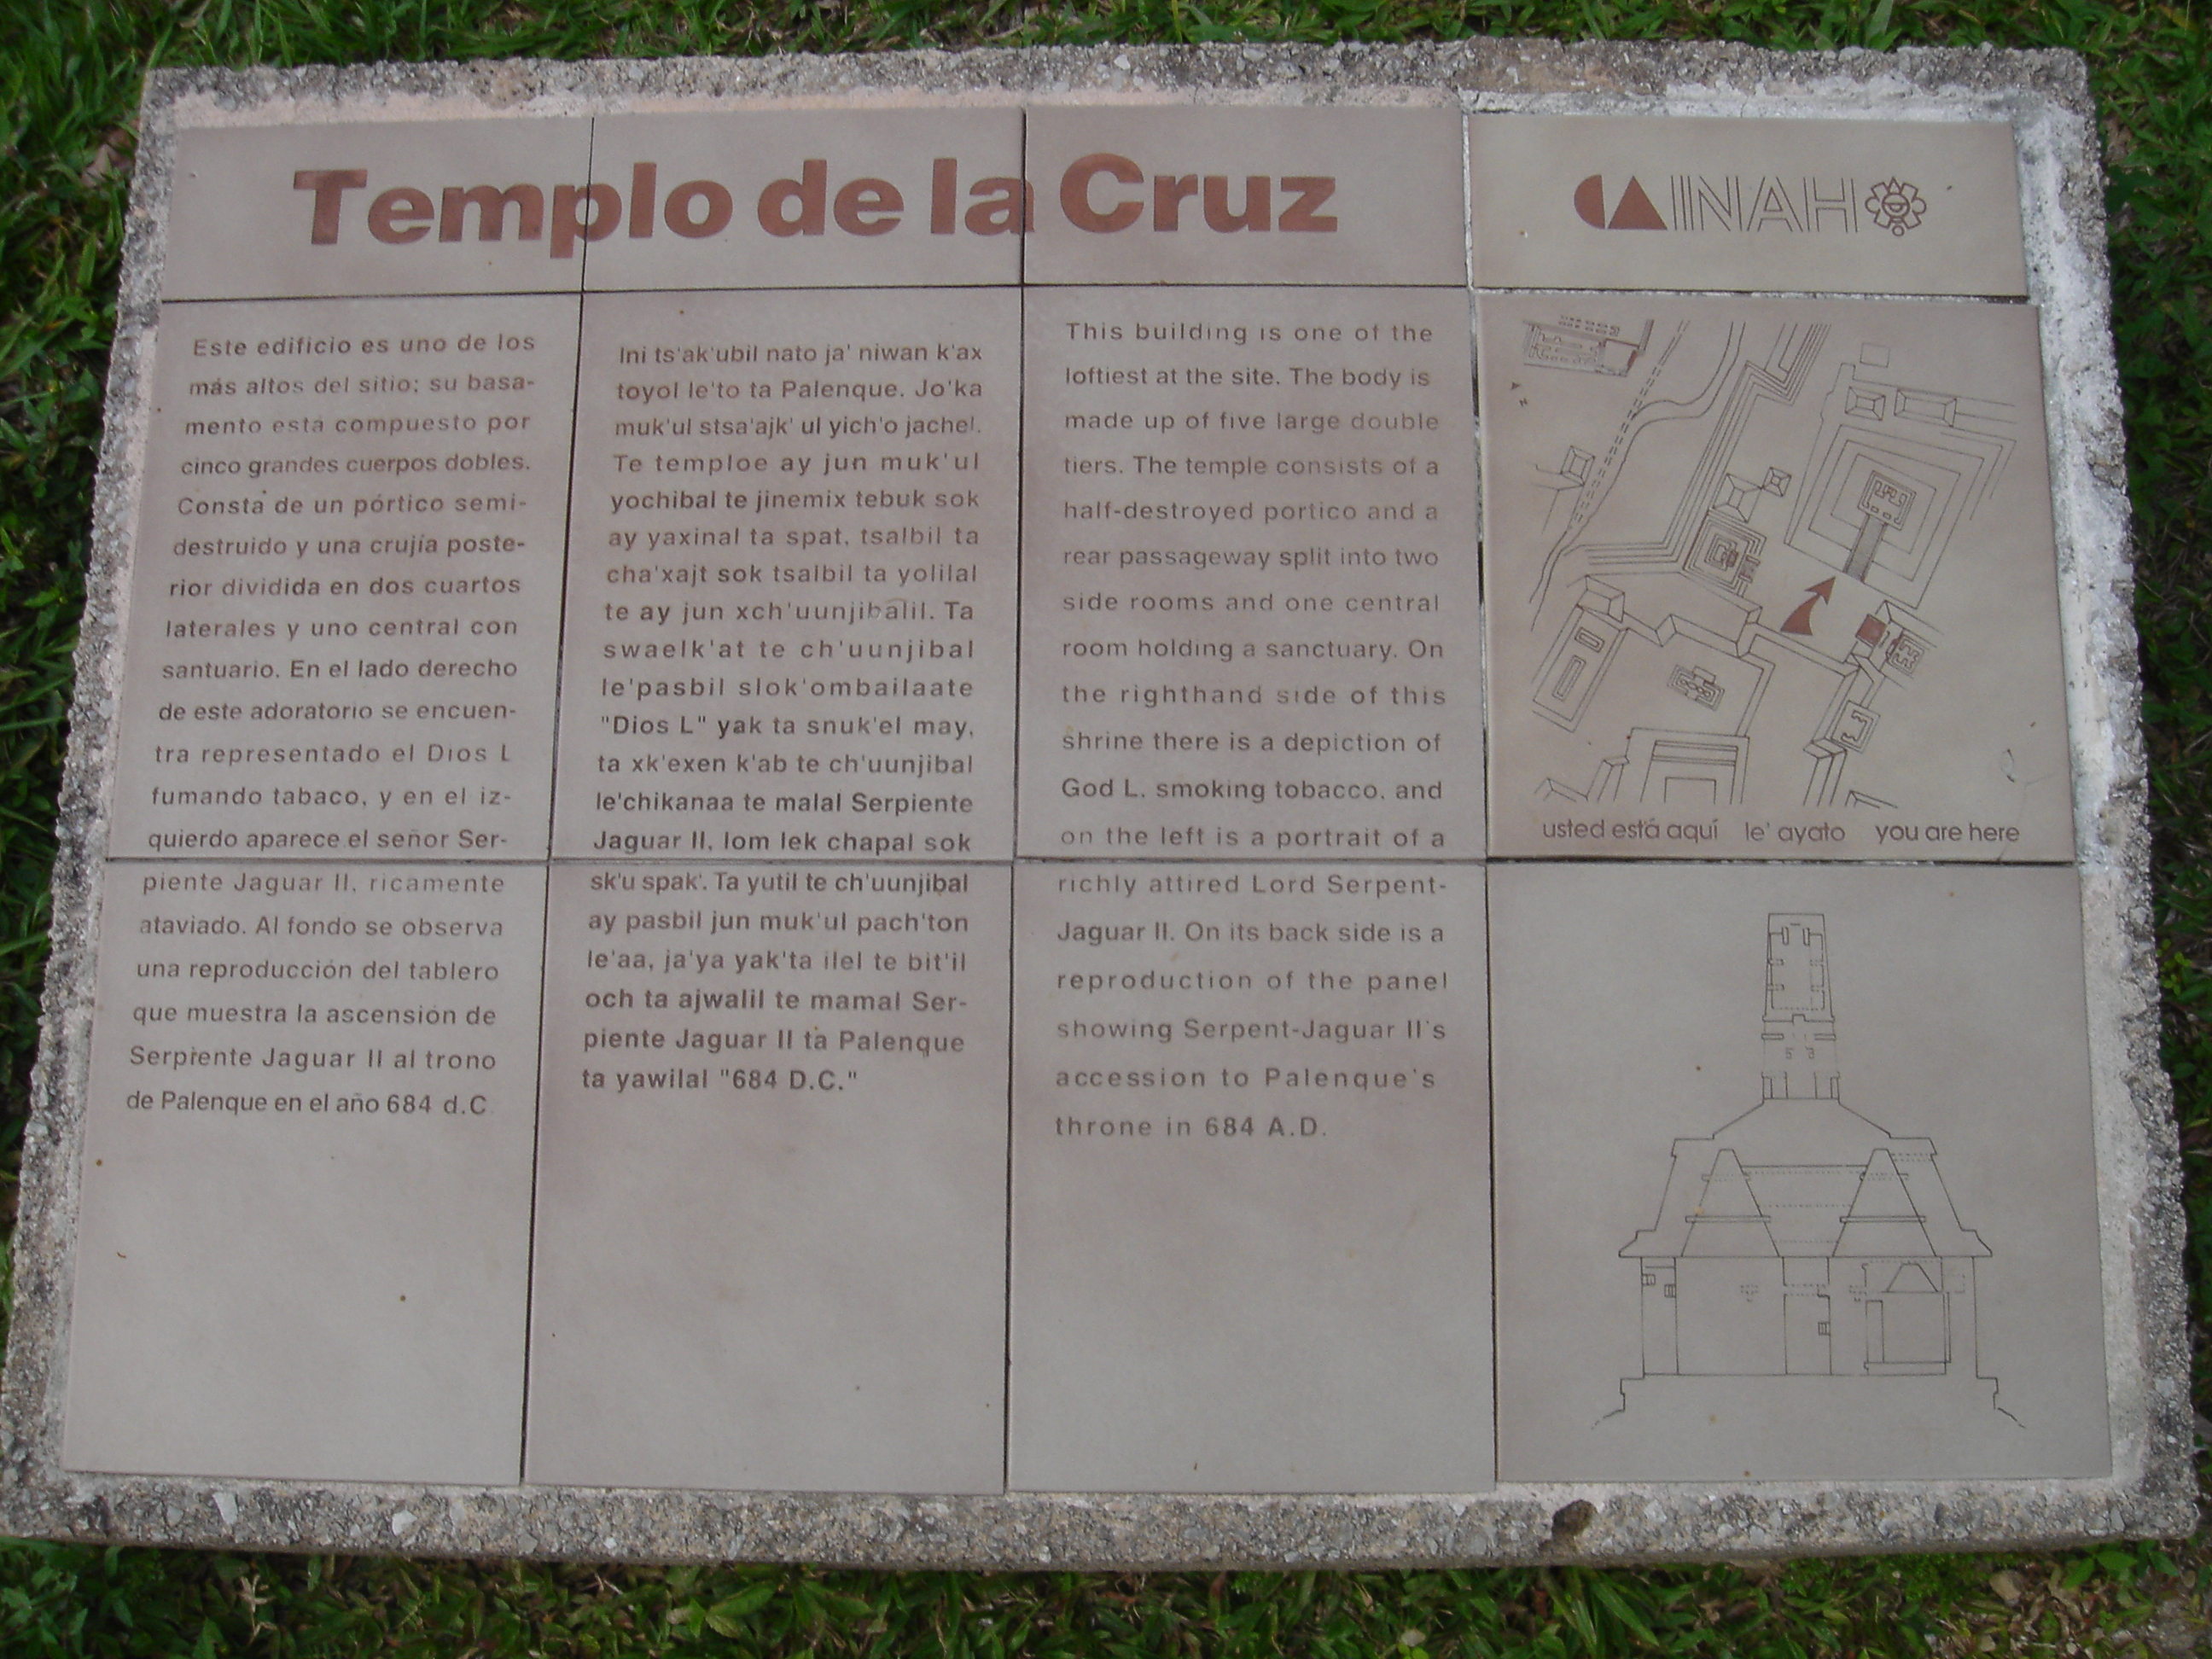 Templo de la Cruz
INAH
Este edificio es uno de los
más altos del sitio; su basa-
mento está compuesto por
cinco grandes cuerpos dobles.
Consta de un pórtico semi-
destruido y una crujía poste-
rior dividida en dos cuartos
laterales y uno central con
santuario. En el lado derecho
de este adoratorio se encuen-
tra representado el Dios L
fumando tabaco, y en el iz-
quierdo aparece el señor Ser-
piente Jaguar II, ricamente
ataviado. Al fondo se observa
una reproducción del tablero
que muestra la ascensión de
Serpiente Jaguar II al trono
de Palenque en el año 684 d.C
Ini ts'ak'ubil nato ja' niwan k'ax
toyol le'to ta Palenque. Jo'ka
muk'ul stsa'ajk' ul yich'o jachel.
Te temploe ay jun muk'ul
yochibal te jinemix tebuk sok
ay yaxinal ta spat, tsalbil ta
cha'xajt sok tsalbil ta yolilal
te ay jun xch'uunjibalil. Ta
swaelk'at te ch'uunjibal
le'pasbil slok'ombailaate
"Dios L" yak ta snuk'el may,
ta xk'exen k'ab te ch'uunjibal
le'chikanaa te malal Serpiente
Jaguar II, lom lek chapal sok
sk'u spak'. Ta yutil te ch'uunjibal
ay pasbil jun muk'ul pach'ton
le'aa, ja'ya yak'ta ilel te bit'il
och ta ajwalil te mamal Ser-
piente Jaguar II ta Palenque
ta yawilal "684 D.C."
This building is one of the
loftiest at the site. The body is
made up of five large double
tiers. The temple consists of a
half-destroyed portico and a
rear passageway split into two
side rooms and one central
room holding a sanctuary. On
the righthand side of this
shrine there is a depiction of
God L. smoking tobacco, and
on the left is a portrait of a
richly attired Lord Serpent-
Jaguar II. On its back side is a
reproduction of the panel
showing Serpent-Jaguar II's
accession to Palenque's
throne in 684 A.D.
usted está aquí le' ayato you are here